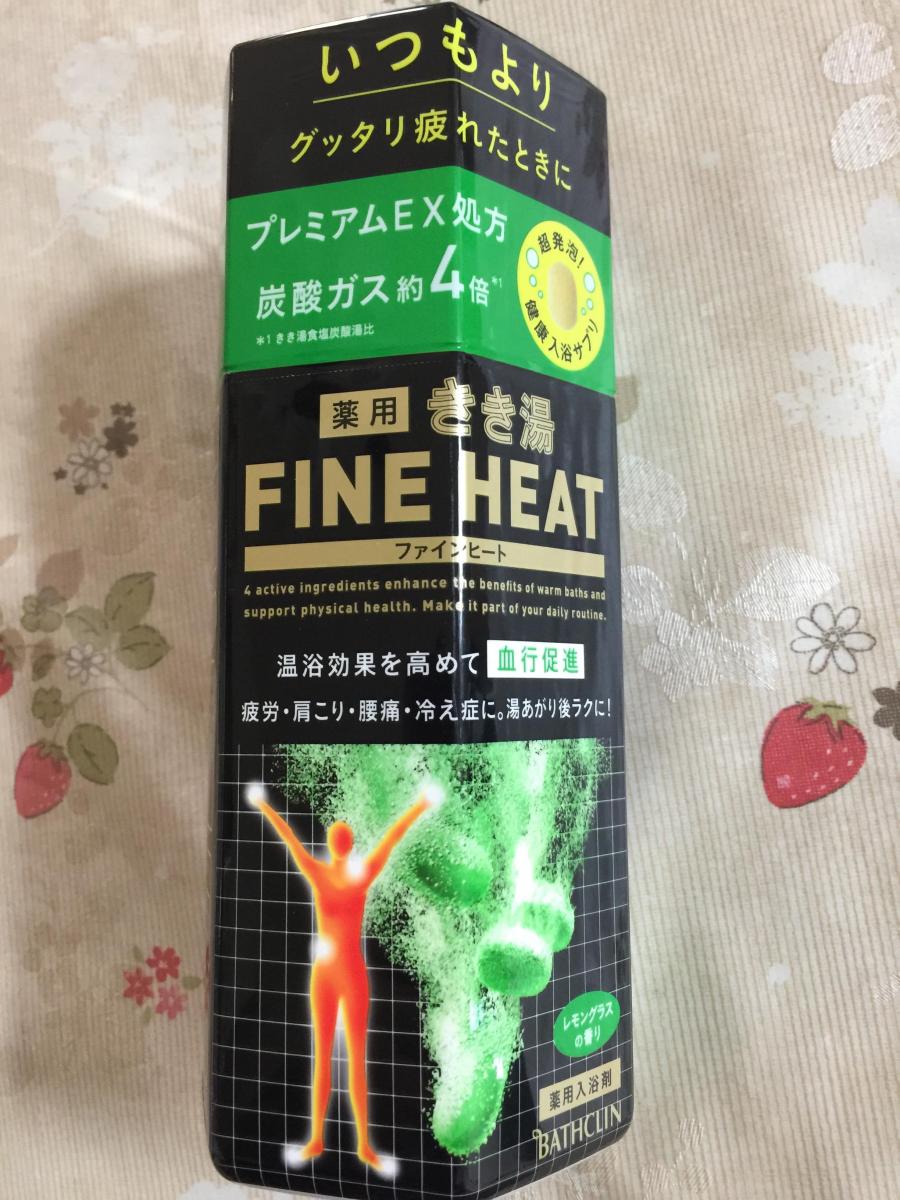 いつもより
グッタリ疲れたときに
プレミアムEX処方
炭酸ガス約4倍*1
*1 きき湯食塩炭酸湯比
超発泡!
健康入浴サプリ
薬用 きき湯
FINE HEAT
ファインヒート
4 active ingredients enhance the benefits of warm baths and
support physical health. Make it part of your daily routine.
温浴効果を高めて 血行促進
疲労・肩こり・腰痛・冷え症に。湯あがり後ラクに!
レモングラス
の香り
薬用入浴剤
BATHCLIN